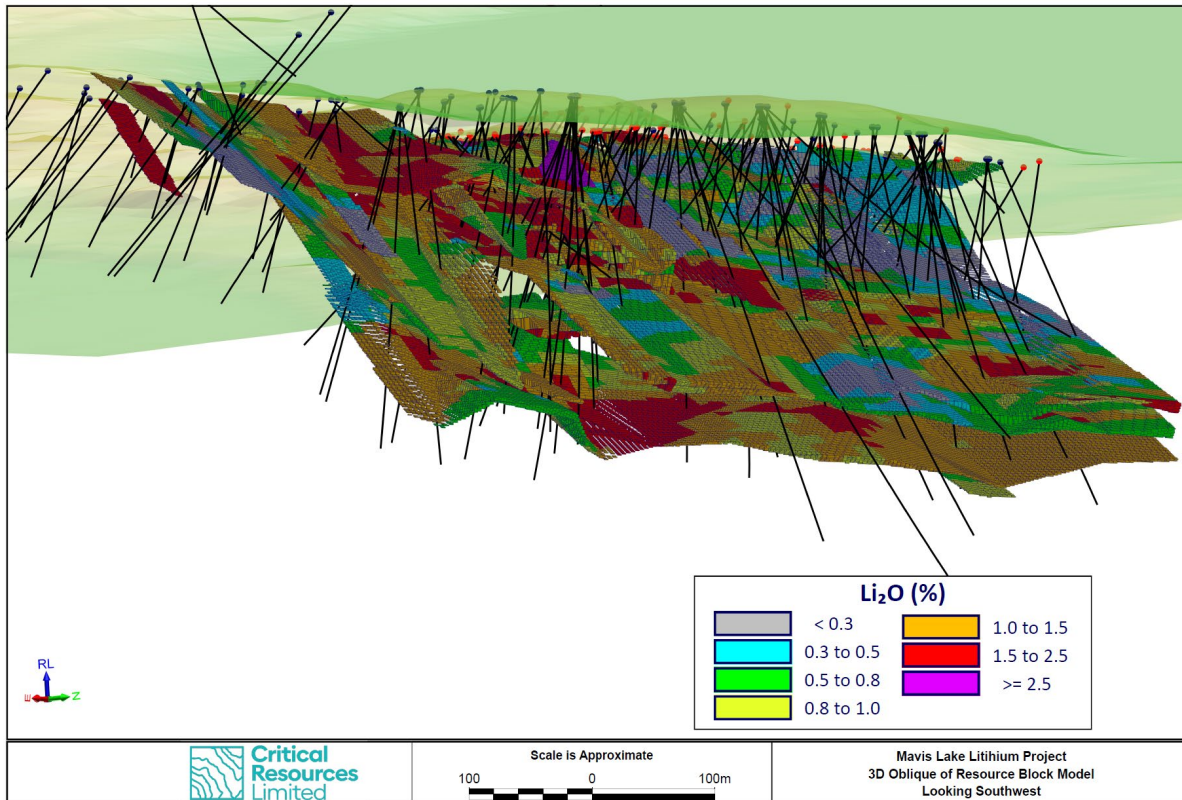 Li₂O (%)
< 0.3
0.3 to 0.5
0.5 to 0.8
0.8 to 1.0
1.0 to 1.5
1.5 to 2.5
>= 2.5
RL
E
N
Critical
Resources
Limited
Scale is Approximate
100 0 100m
Mavis Lake Litihium Project
3D Oblique of Resource Block Model
Looking Southwest